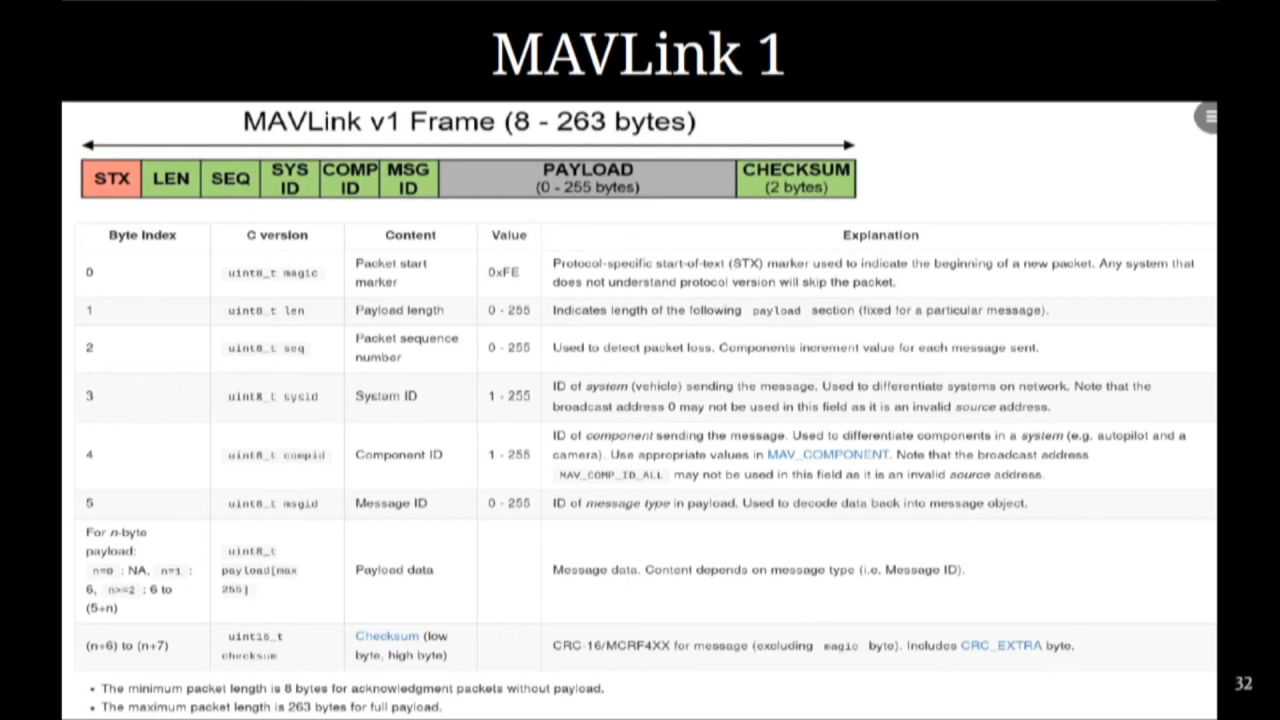 MAVLink 1
MAVLink v1 Frame (8 - 263 bytes)
STX LEN SEQ SYS ID COMP ID MSG ID PAYLOAD (0 - 255 bytes) CHECKSUM (2 bytes)
Byte Index C version Content Value Explanation
0 uint8_t magic Packet start marker 0xFE Protocol-specific start-of-text (STX) marker used to indicate the beginning of a new packet. Any system that
does not understand protocol version will skip the packet.
1 uint8_t len Payload length 0 - 255 Indicates length of the following payload section (fixed for a particular message).
2 uint8_t seq Packet sequence number 0 - 255 Used to detect packet loss. Components increment value for each message sent.
3 uint8_t sysid System ID 1 - 255 ID of system (vehicle) sending the message. Used to differentiate systems on network. Note that the
broadcast address 0 may not be used in this field as it is an invalid source address.
4 uint8_t compid Component ID 1 - 255 ID of component sending the message. Used to differentiate components in a system (e.g. autopilot and a
camera). Use appropriate values in MAV_COMPONENT. Note that the broadcast address
MAV_COMP_ID_ALL may not be used in this field as it is an invalid source address.
5 uint8_t msgid Message ID 0 - 255 ID of message type in payload. Used to decode data back into message object.
For n-byte
payload:
n=0 : NA, n=1 :
6, n>=2 : 6 to
(5+n)
uint8_t
payload[max
255]
Payload data
Message data. Content depends on message type (i.e. Message ID).
(n+6) to (n+7)
uint16_t
checksum
Checksum (low
byte, high byte)
CRC-16/MCRF4XX for message (excluding magic byte). Includes CRC_EXTRA byte.
• The minimum packet length is 8 bytes for acknowledgment packets without payload.
• The maximum packet length is 263 bytes for full payload.
32